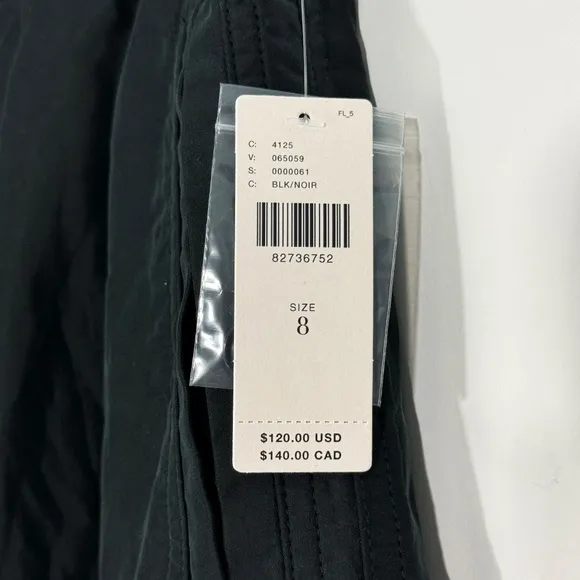 FL_5
C: 4125
V: 065059
S: 0000061
C: BLK/NOIR
82736752
SIZE
8
$120.00 USD
$140.00 CAD